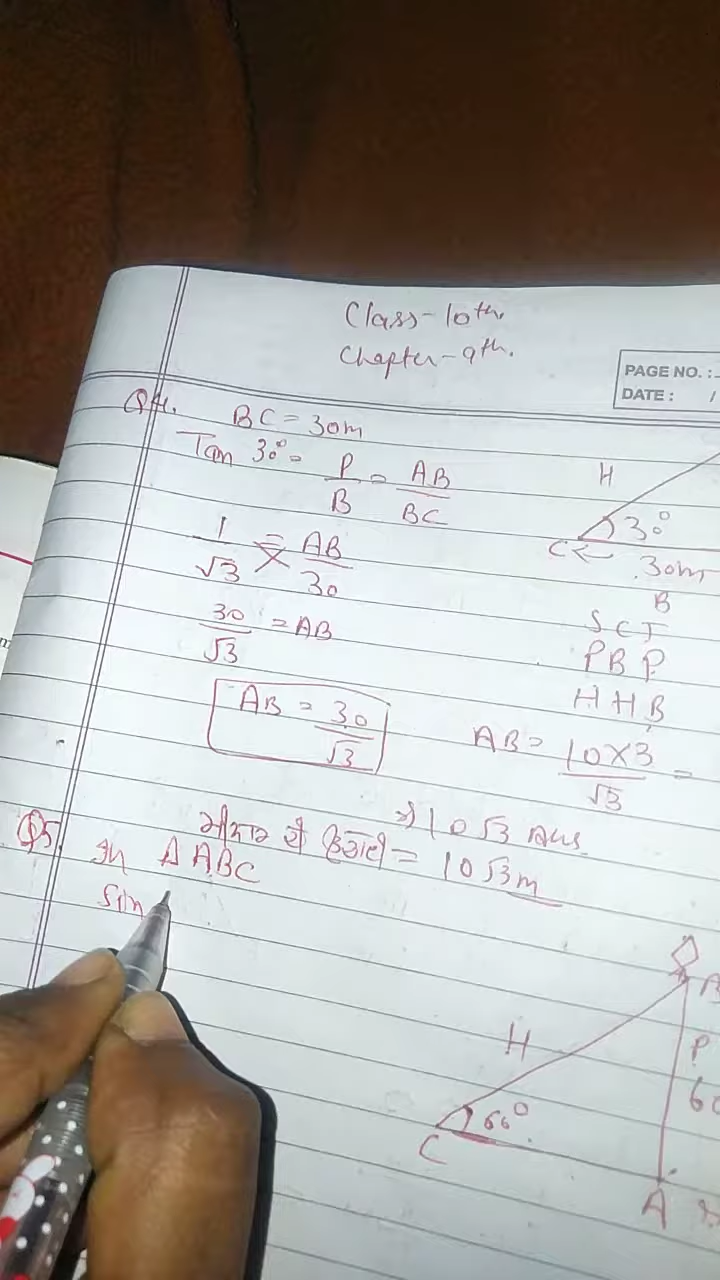 Class-10th.
Chapter-9th.
PAGE NO. :
DATE : /
Q4. BC = 30m
Tan 30° = P/B = AB/BC
1/√3 = AB/30
30/√3 = AB
AB = 30/√3
AB = 10×3/√3 =
10√3 Ans.
मीनार की ऊँचाई = 10√3m
H
30°
C ← 30m
B
S C T
P B P
H H B
Q5. In Δ ABC
Sin
H
P
60°
C
A